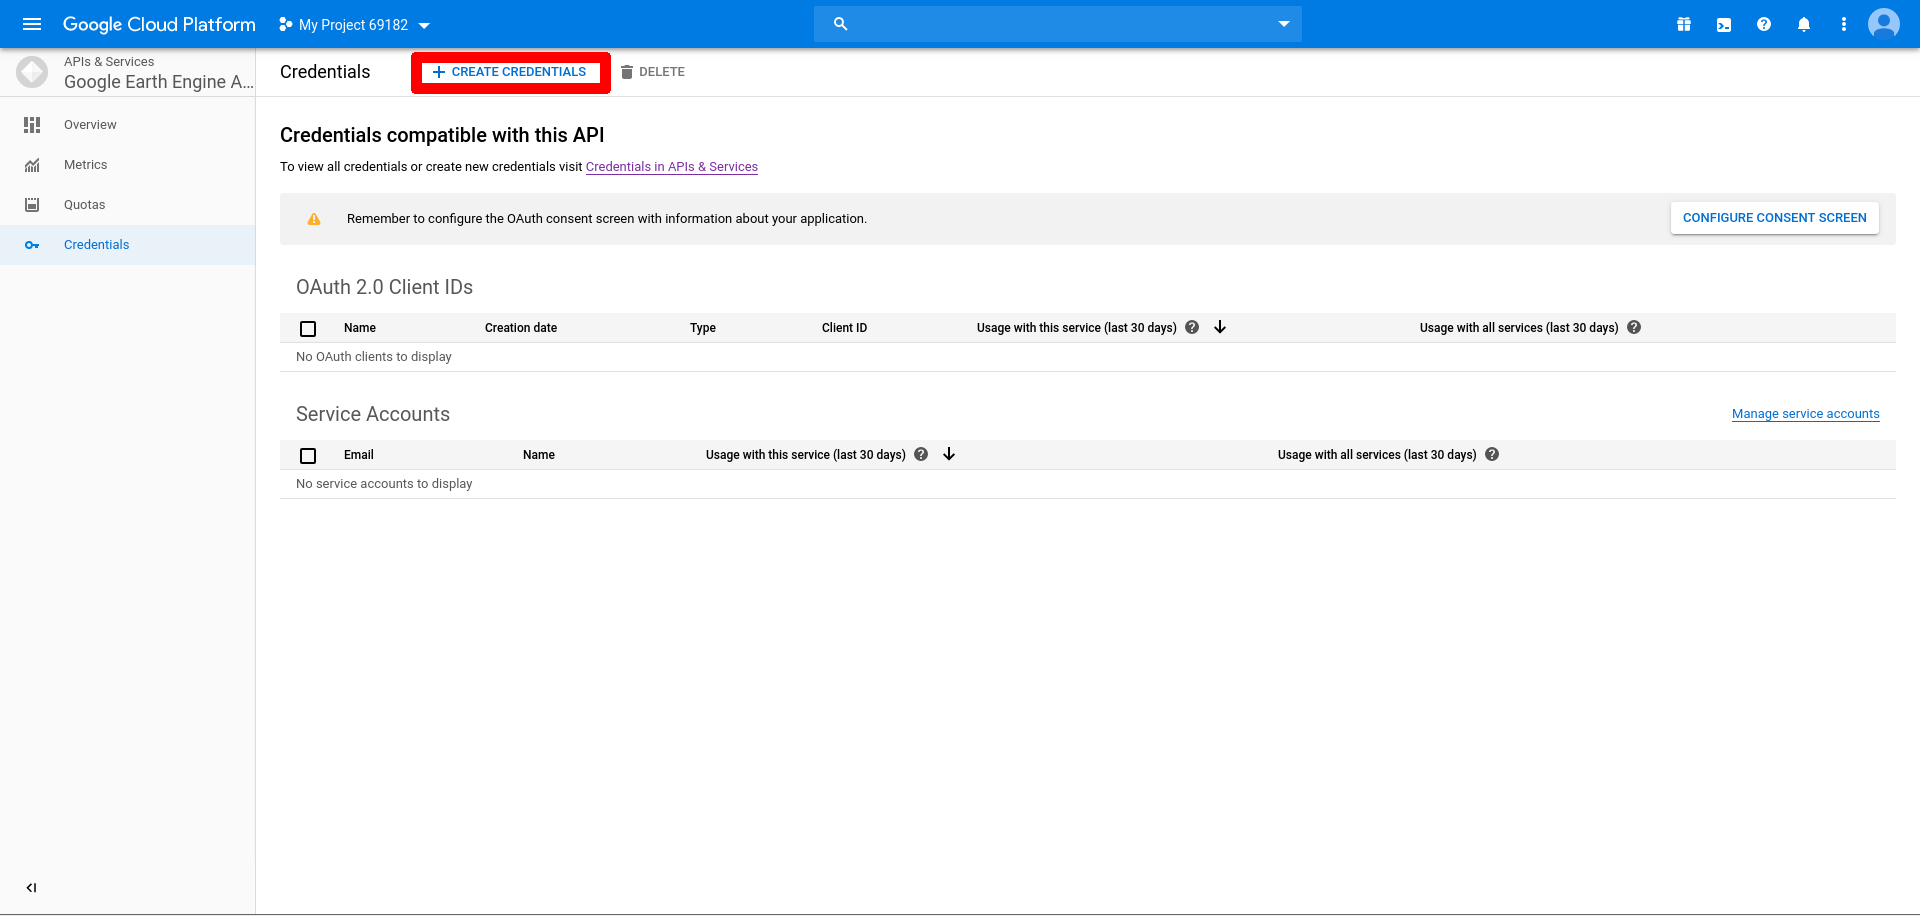 Google Cloud Platform
My Project 69182
APIs & Services
Google Earth Engine A...
Credentials
CREATE CREDENTIALS
DELETE
Overview
Metrics
Quotas
Credentials
Credentials compatible with this API
To view all credentials or create new credentials visit Credentials in APIs & Services
Remember to configure the OAuth consent screen with information about your application.
CONFIGURE CONSENT SCREEN
OAuth 2.0 Client IDs
Name Creation date Type Client ID Usage with this service (last 30 days) Usage with all services (last 30 days)
No OAuth clients to display
Service Accounts
Manage service accounts
Email Name Usage with this service (last 30 days) Usage with all services (last 30 days)
No service accounts to display